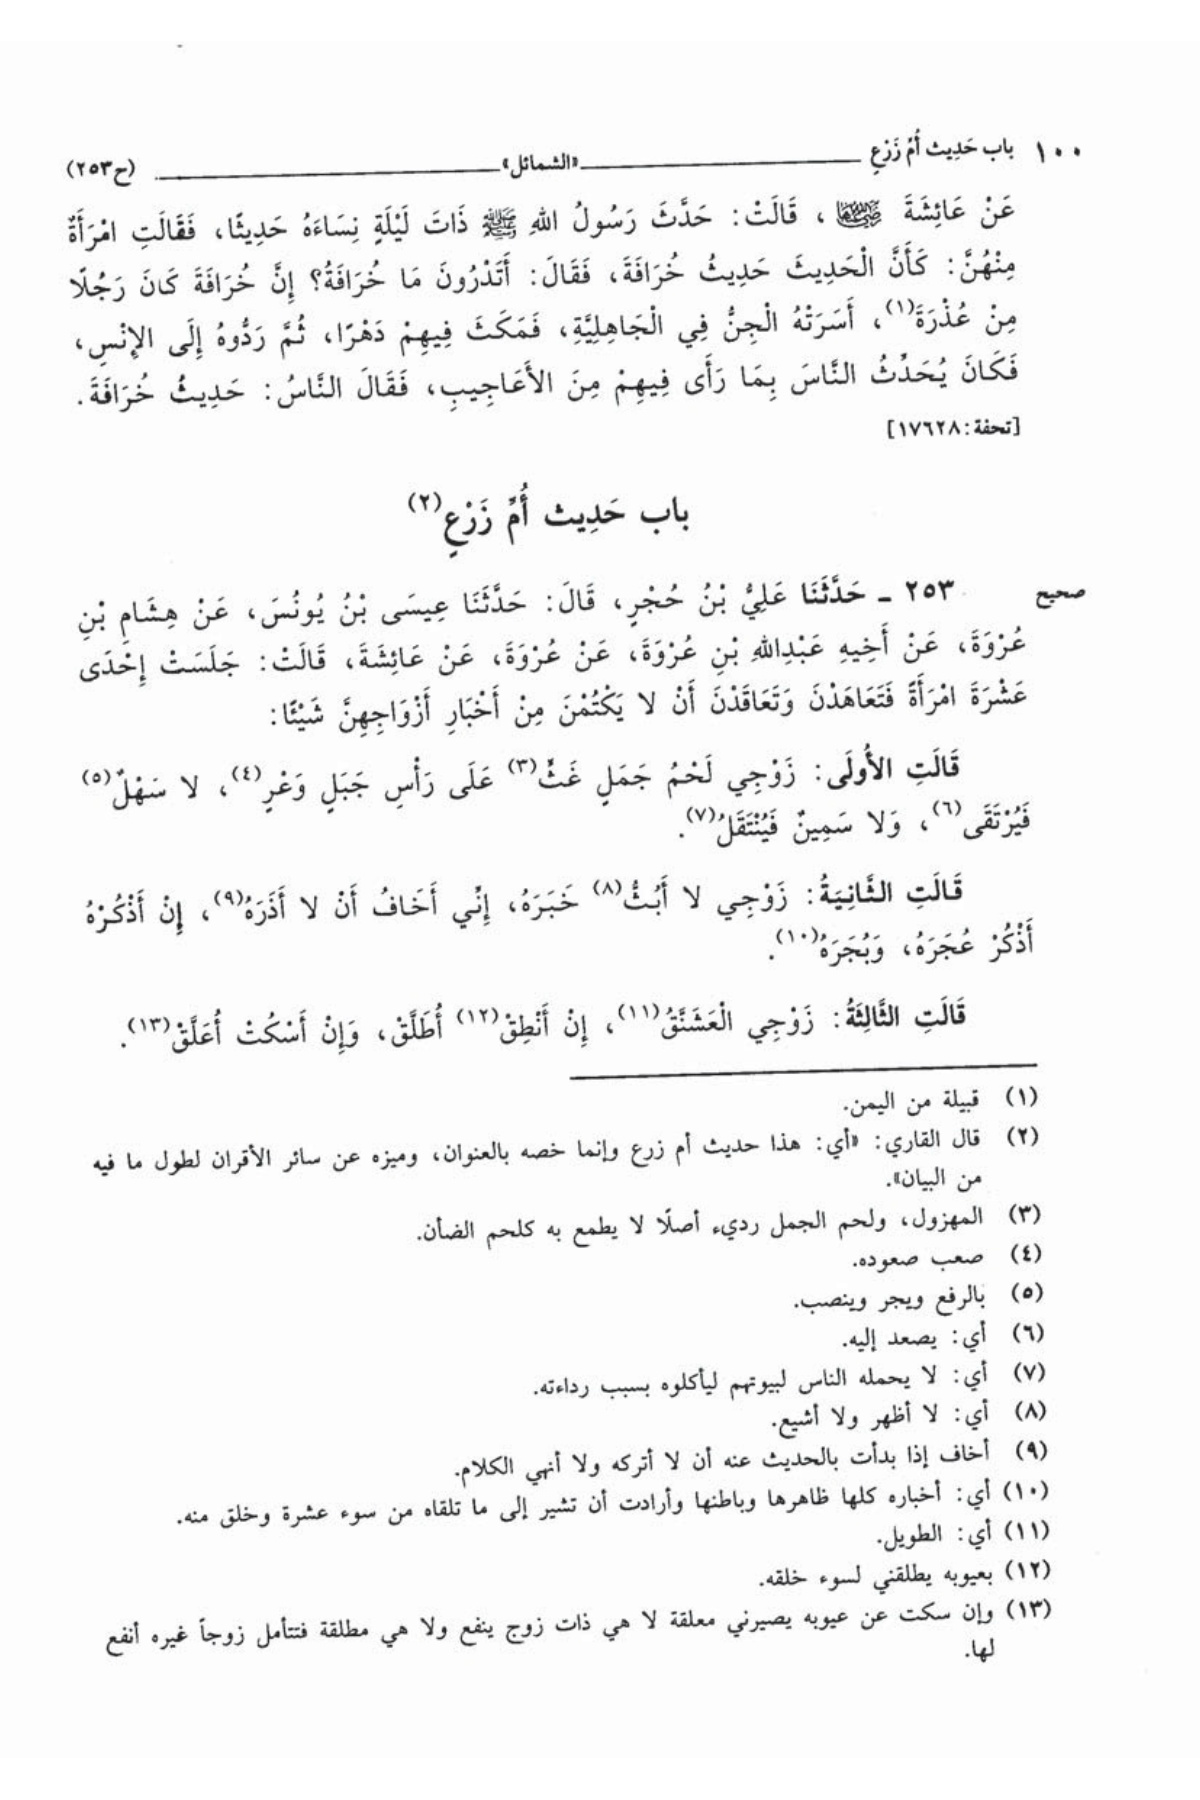 ١٠٠ باب حَدِيث أُمِّ زَرْعٍ «الشمائل» (ح٢٥٣)
عَنْ عَائِشَةَ رضي الله عنها، قَالَتْ: حَدَّثَ رَسُولُ اللهِ ﷺ ذَاتَ لَيْلَةٍ نِسَاءَهُ حَدِيثًا، فَقَالَتِ امْرَأَةٌ
مِنْهُنَّ: كَأَنَّ الْحَدِيثَ حَدِيثُ خُرَافَةَ، فَقَالَ: أَتَدْرُونَ مَا خُرَافَةُ؟ إِنَّ خُرَافَةَ كَانَ رَجُلًا
مِنْ عُذْرَةَ(١)، أَسَرَتْهُ الْجِنُّ فِي الْجَاهِلِيَّةِ، فَمَكَثَ فِيهِمْ دَهْرًا، ثُمَّ رَدُّوهُ إِلَى الإِنْسِ،
فَكَانَ يُحَدِّثُ النَّاسَ بِمَا رَأَى فِيهِمْ مِنَ الأَعَاجِيبِ، فَقَالَ النَّاسُ: حَدِيثُ خُرَافَةَ.
[تحفة: ١٧٦٢٨]
باب حَدِيث أُمِّ زَرْعٍ(٢)
صحيح ٢٥٣ ـ حَدَّثَنَا عَلِيُّ بْنُ حُجْرٍ، قَالَ: حَدَّثَنَا عِيسَى بْنُ يُونُسَ، عَنْ هِشَامِ بْنِ
عُرْوَةَ، عَنْ أَخِيهِ عَبْدِاللهِ بْنِ عُرْوَةَ، عَنْ عُرْوَةَ، عَنْ عَائِشَةَ، قَالَتْ: جَلَسَتْ إِحْدَى
عَشْرَةَ امْرَأَةً فَتَعَاهَدْنَ وَتَعَاقَدْنَ أَنْ لا يَكْتُمْنَ مِنْ أَخْبَارِ أَزْوَاجِهِنَّ شَيْئًا:
قَالَتِ الأُولَى: زَوْجِي لَحْمُ جَمَلٍ غَثٍّ(٣) عَلَى رَأْسِ جَبَلٍ وَعْرٍ(٤)، لا سَهْلٌ(٥)
فَيُرْتَقَى(٦)، وَلا سَمِينٌ فَيُنْتَقَلُ(٧).
قَالَتِ الثَّانِيَةُ: زَوْجِي لا أَبُثُّ(٨) خَبَرَهُ، إِنِّي أَخَافُ أَنْ لا أَذَرَهُ(٩)، إِنْ أَذْكُرْهُ
أَذْكُرْ عُجَرَهُ، وَبُجَرَهُ(١٠).
قَالَتِ الثَّالِثَةُ: زَوْجِي الْعَشَنَّقُ(١١)، إِنْ أَنْطِقْ(١٢) أُطَلَّقْ، وَإِنْ أَسْكُتْ أُعَلَّقْ(١٣).
(١) قبيلة من اليمن.
(٢) قال القاري: «أي: هذا حديث أم زرع وإنما خصه بالعنوان، وميزه عن سائر الأقران لطول ما فيه
من البيان».
(٣) المهزول، ولحم الجمل رديء أصلًا لا يطمع به كلحم الضأن.
(٤) صعب صعوده.
(٥) بالرفع ويجر وينصب.
(٦) أي: يصعد إليه.
(٧) أي: لا يحمله الناس لبيوتهم ليأكلوه بسبب رداءته.
(٨) أي: لا أظهر ولا أشيع.
(٩) أخاف إذا بدأت بالحديث عنه أن لا أتركه ولا أنهي الكلام.
(١٠) أي: أخباره كلها ظاهرها وباطنها وأرادت أن تشير إلى ما تلقاه من سوء عشرة وخلق منه.
(١١) أي: الطويل.
(١٢) بعيوبه يطلقني لسوء خلقه.
(١٣) وإن سكت عن عيوبه يصيرني معلقة لا هي ذات زوج ينفع ولا هي مطلقة فتتأمل زوجاً غيره أنفع
لها.